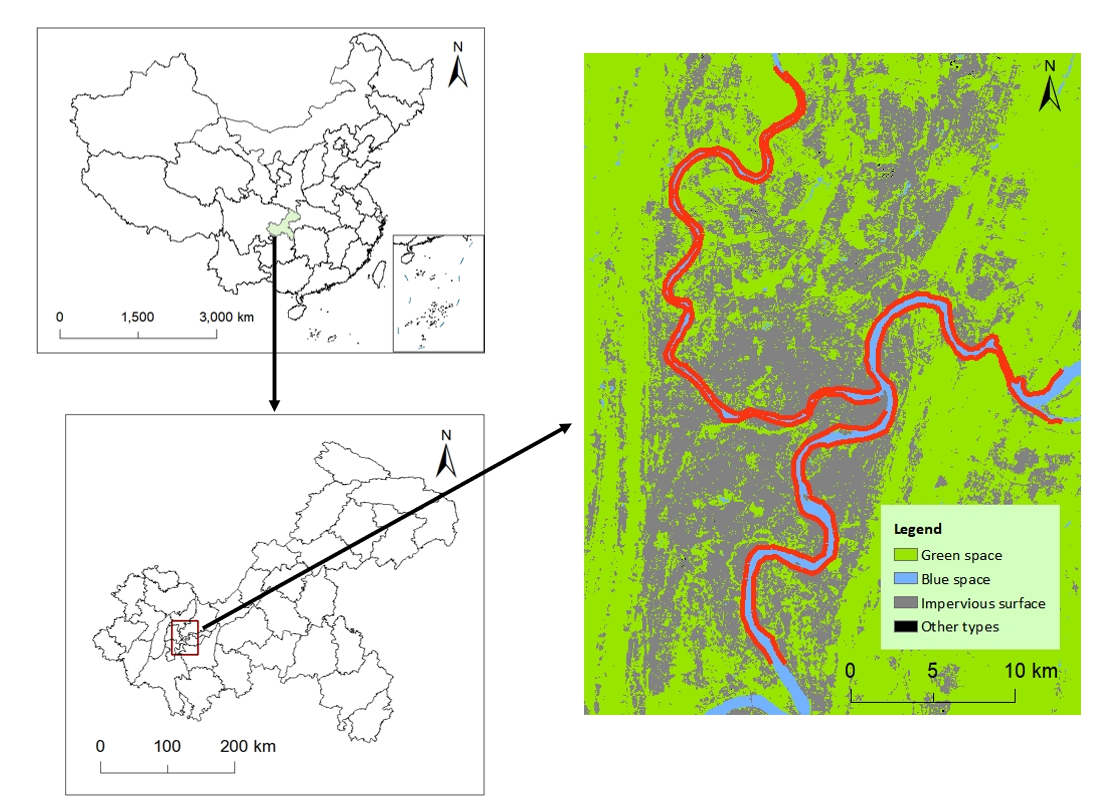 N
0 1,500 3,000 km
N
0 100 200 km
N
Legend
Green space
Blue space
Impervious surface
Other types
0 5 10 km